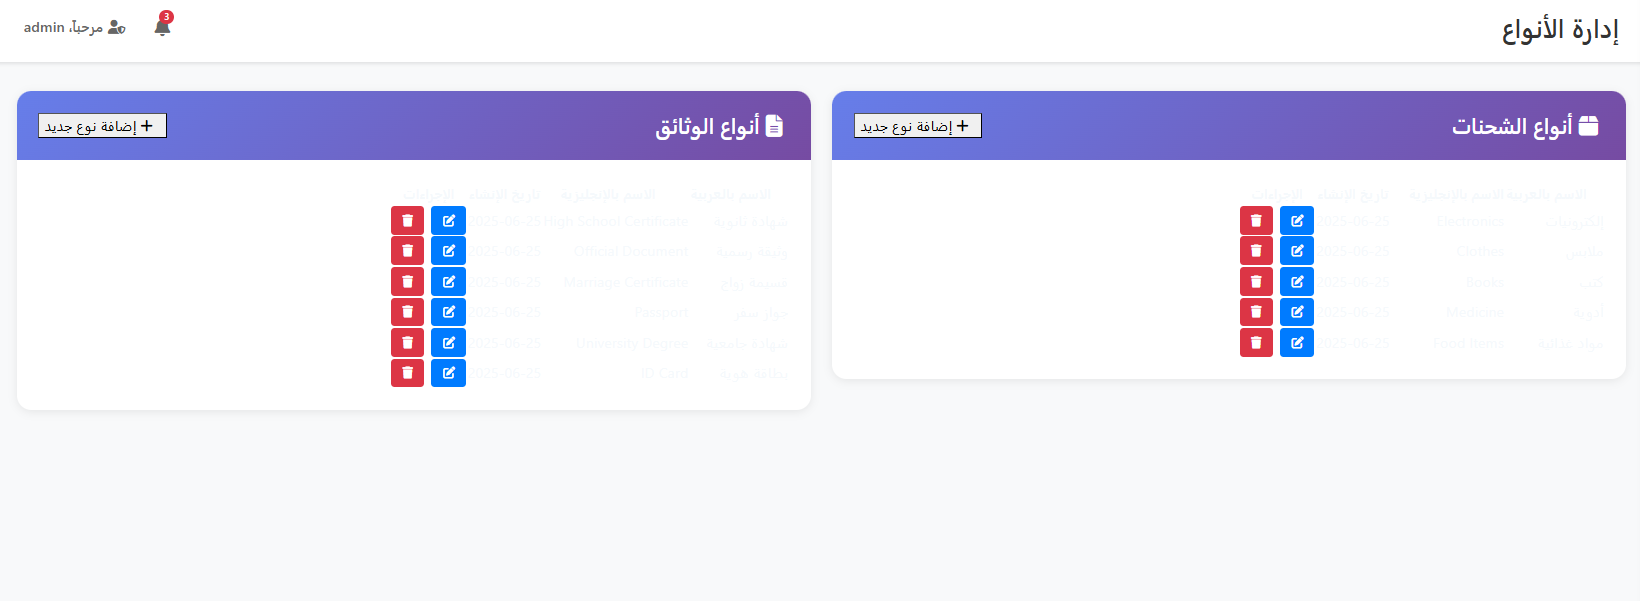 إدارة الأنواع
3
مرحباً، admin
أنواع الشحنات
إضافة نوع جديد
الاسم بالعربية الاسم بالإنجليزية تاريخ الإنشاء الإجراءات
إلكترونيات Electronics 2025-06-25
ملابس Clothes 2025-06-25
كتب Books 2025-06-25
أدوية Medicine 2025-06-25
مواد غذائية Food Items 2025-06-25
أنواع الوثائق
إضافة نوع جديد
الاسم بالعربية الاسم بالإنجليزية تاريخ الإنشاء الإجراءات
شهادة ثانوية High School Certificate 2025-06-25
وثيقة رسمية Official Document 2025-06-25
قسيمة زواج Marriage Certificate 2025-06-25
جواز سفر Passport 2025-06-25
شهادة جامعية University Degree 2025-06-25
بطاقة هوية ID Card 2025-06-25